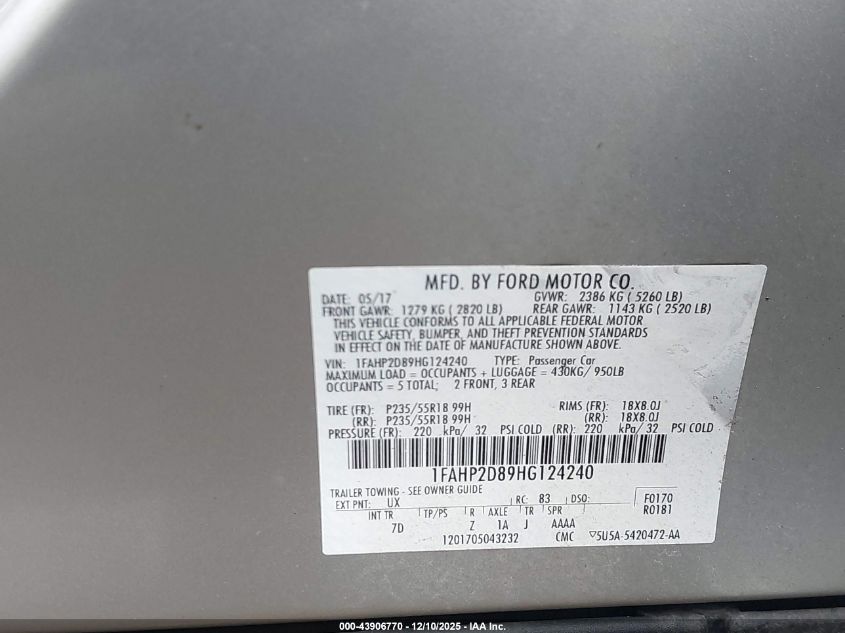 MFD. BY FORD MOTOR CO.
DATE: 05/17 GVWR: 2386 KG ( 5260 LB)
FRONT GAWR: 1279 KG ( 2820 LB) REAR GAWR: 1143 KG ( 2520 LB)
THIS VEHICLE CONFORMS TO ALL APPLICABLE FEDERAL MOTOR
VEHICLE SAFETY, BUMPER, AND THEFT PREVENTION STANDARDS
IN EFFECT ON THE DATE OF MANUFACTURE SHOWN ABOVE.
VIN: 1FAHP2D89HG124240 TYPE: Passenger Car
MAXIMUM LOAD = OCCUPANTS + LUGGAGE = 430KG/ 950LB
OCCUPANTS = 5 TOTAL; 2 FRONT, 3 REAR
TIRE (FR): P235/55R18 99H RIMS (FR): 18X8.0J
(RR): P235/55R18 99H (RR): 18X8.0J
PRESSURE (FR): 220 kPa/ 32 PSI COLD (RR): 220 kPa/ 32 PSI COLD
1FAHP2D89HG124240
TRAILER TOWING - SEE OWNER GUIDE
EXT PNT: UX RC: 83 DSO: F0170
INT TR TP/PS R AXLE TR SPR R0181
7D Z 1A J AAAA
1201705043232 CMC ▽5U5A-5420472-AA
000-43906770 - 12/10/2025 - IAA Inc.